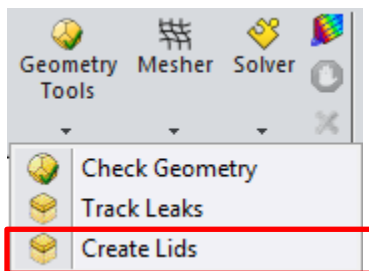 Geometry Tools
Mesher
Solver
Check Geometry
Track Leaks
Create Lids